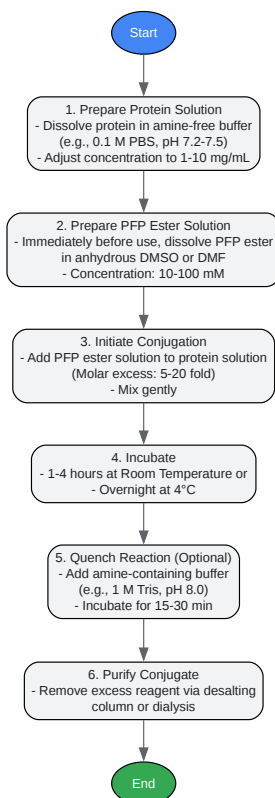 Start
1. Prepare Protein Solution
- Dissolve protein in amine-free buffer
(e.g., 0.1 M PBS, pH 7.2-7.5)
- Adjust concentration to 1-10 mg/mL
2. Prepare PFP Ester Solution
- Immediately before use, dissolve PFP ester
in anhydrous DMSO or DMF
- Concentration: 10-100 mM
3. Initiate Conjugation
- Add PFP ester solution to protein solution
(Molar excess: 5-20 fold)
- Mix gently
4. Incubate
- 1-4 hours at Room Temperature or
- Overnight at 4°C
5. Quench Reaction (Optional)
- Add amine-containing buffer
(e.g., 1 M Tris, pH 8.0)
- Incubate for 15-30 min
6. Purify Conjugate
- Remove excess reagent via desalting
column or dialysis
End